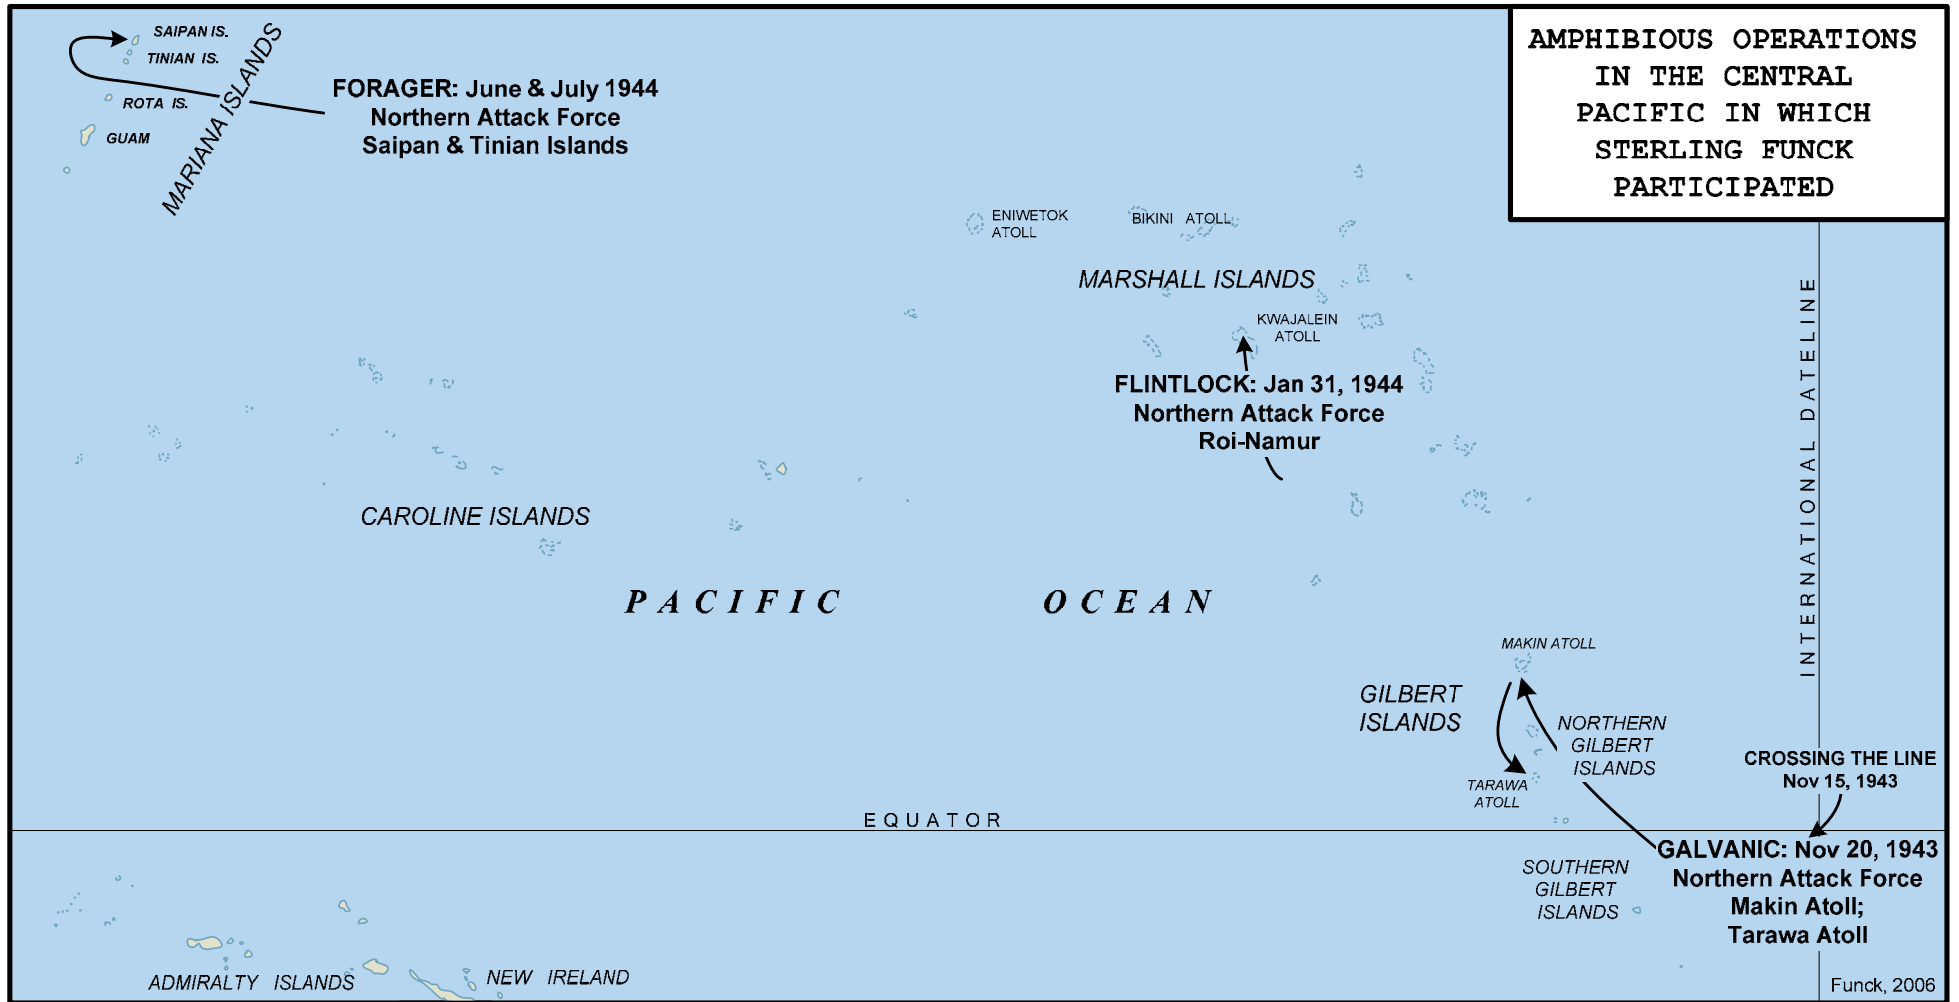 AMPHIBIOUS OPERATIONS
IN THE CENTRAL
PACIFIC IN WHICH
STERLING FUNCK
PARTICIPATED
SAIPAN IS.
TINIAN IS.
ROTA IS.
GUAM
MARIANA ISLANDS
FORAGER: June & July 1944
Northern Attack Force
Saipan & Tinian Islands
ENIWETOK
ATOLL
BIKINI ATOLL
MARSHALL ISLANDS
KWAJALEIN
ATOLL
FLINTLOCK: Jan 31, 1944
Northern Attack Force
Roi-Namur
INTERNATIONAL DATELINE
CAROLINE ISLANDS
PACIFIC OCEAN
MAKIN ATOLL
GILBERT
ISLANDS
NORTHERN
GILBERT
ISLANDS
TARAWA
ATOLL
CROSSING THE LINE
Nov 15, 1943
EQUATOR
GALVANIC: Nov 20, 1943
Northern Attack Force
Makin Atoll;
Tarawa Atoll
SOUTHERN
GILBERT
ISLANDS
ADMIRALTY ISLANDS
NEW IRELAND
Funck, 2006